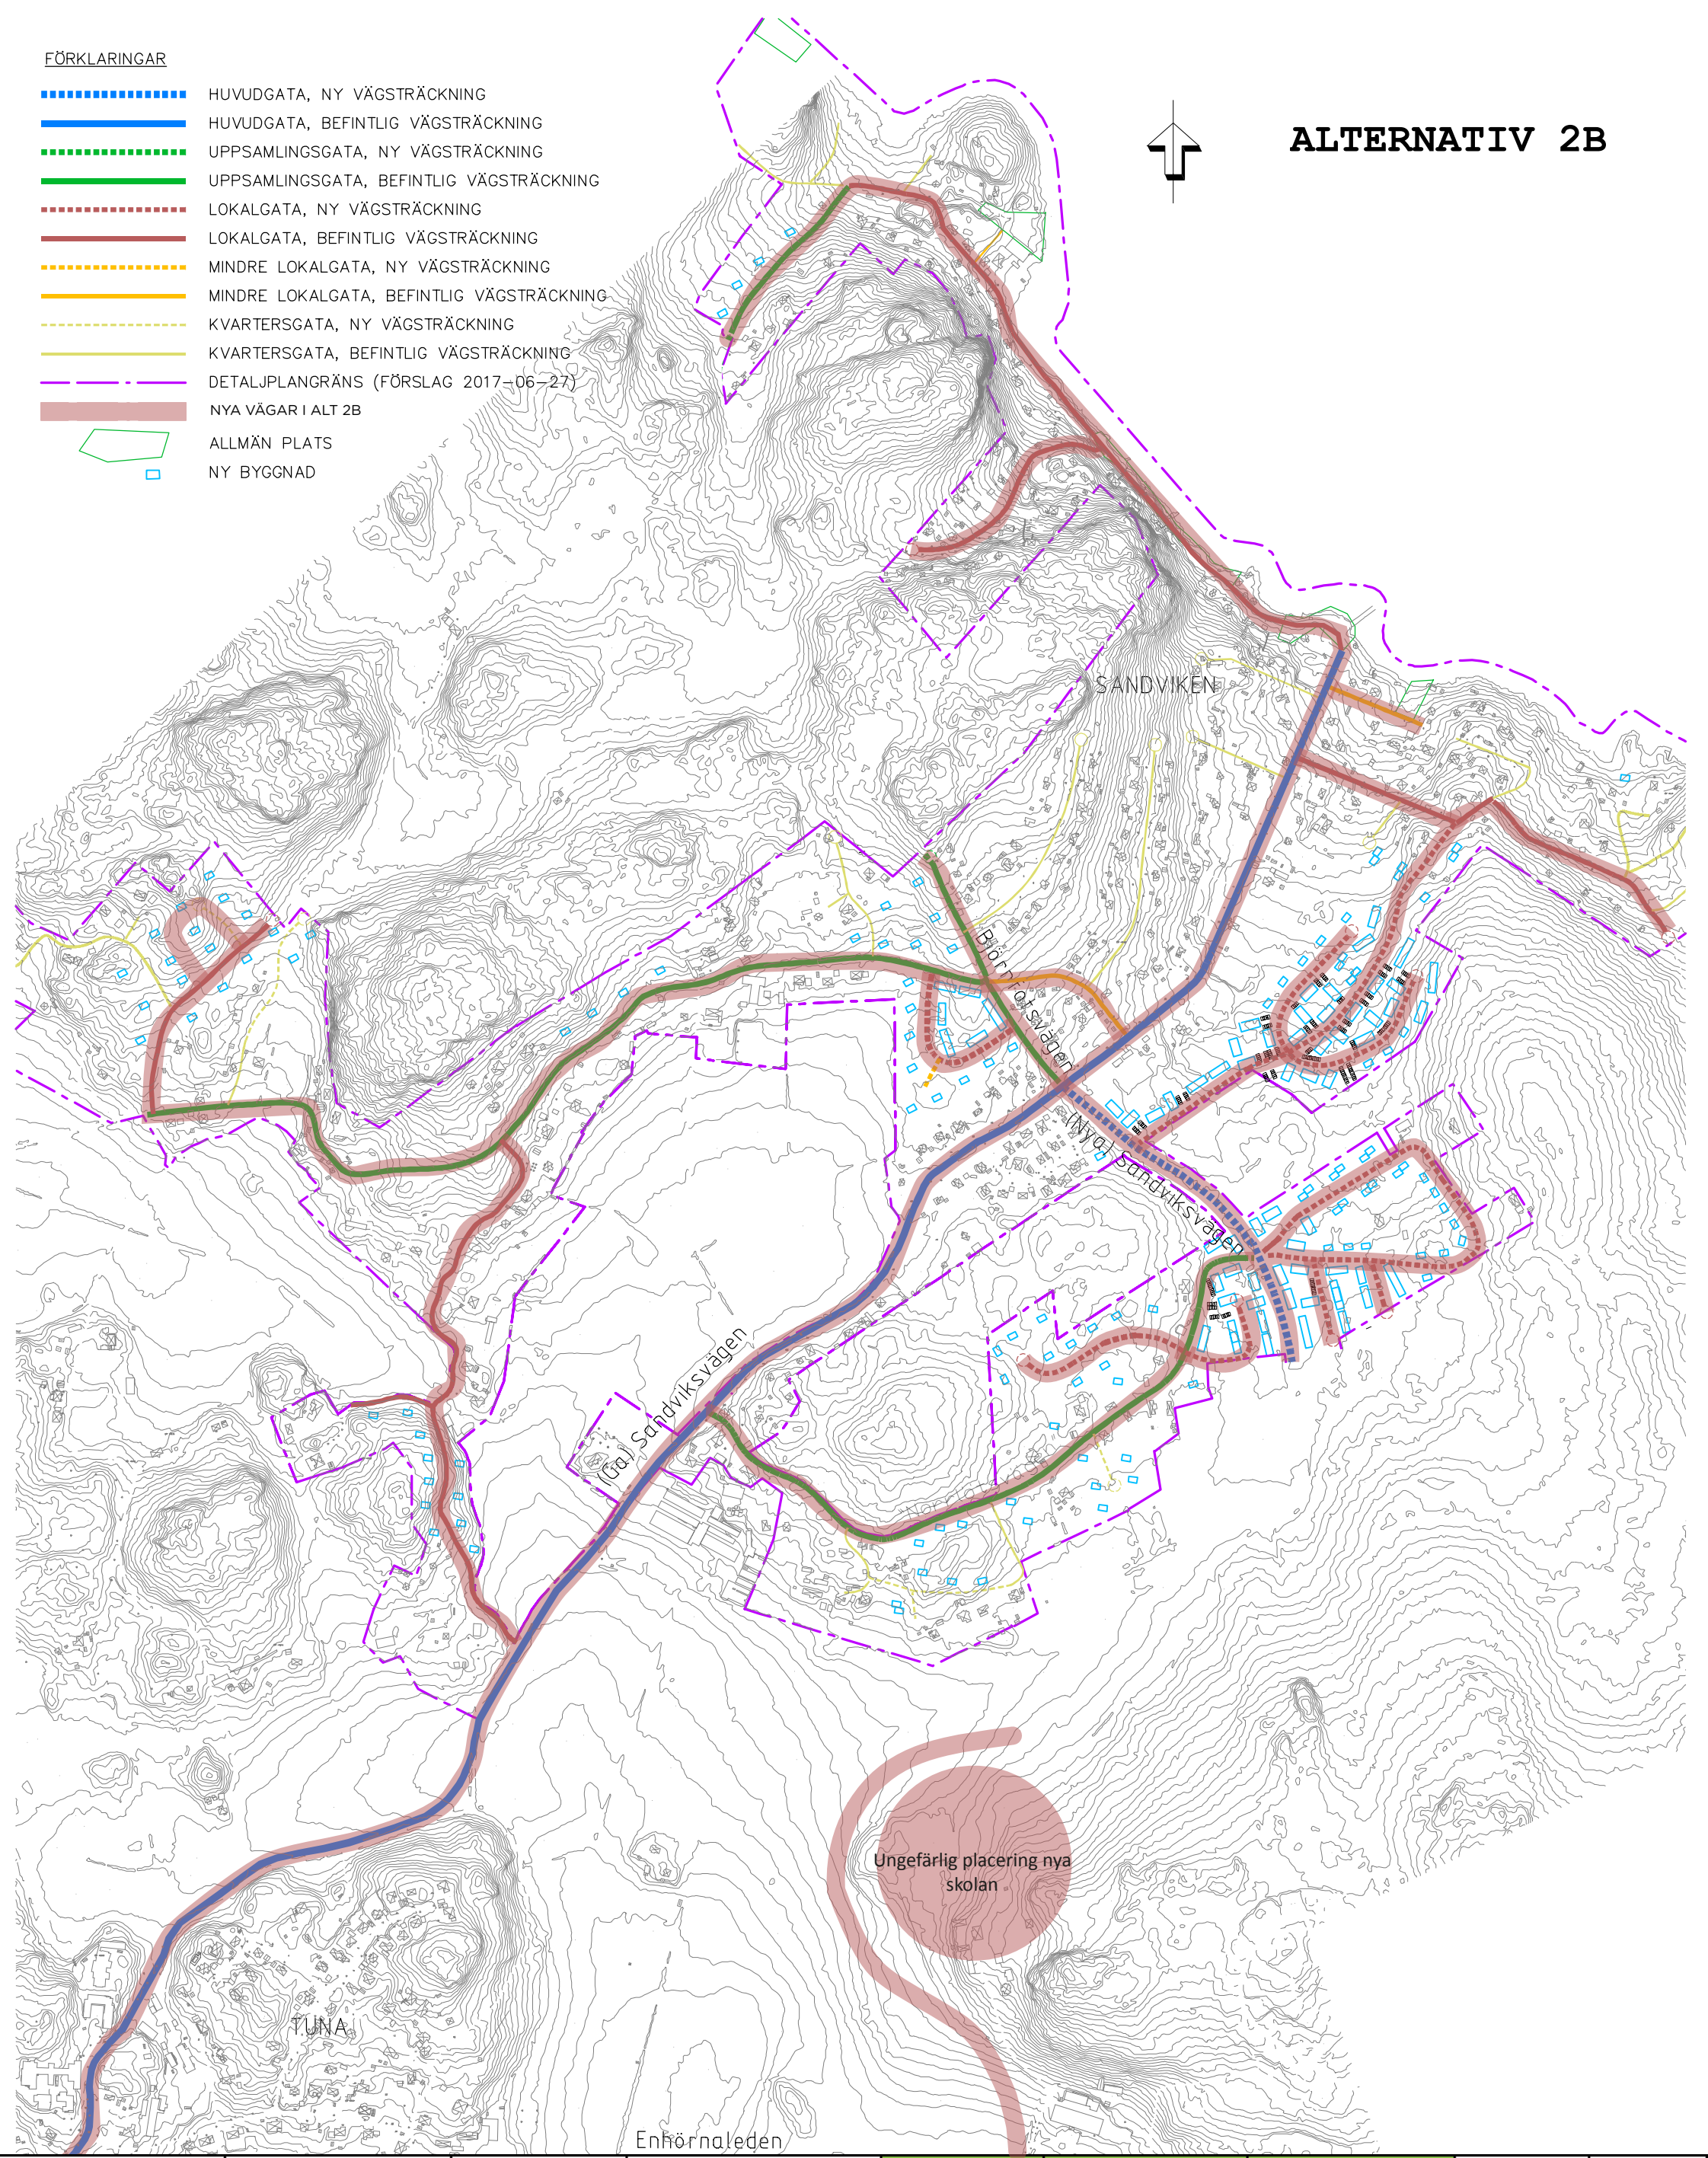 FÖRKLARINGAR
HUVUDGATA, NY VÄGSTRÄCKNING
HUVUDGATA, BEFINTLIG VÄGSTRÄCKNING
UPPSAMLINGSGATA, NY VÄGSTRÄCKNING
UPPSAMLINGSGATA, BEFINTLIG VÄGSTRÄCKNING
LOKALGATA, NY VÄGSTRÄCKNING
LOKALGATA, BEFINTLIG VÄGSTRÄCKNING
MINDRE LOKALGATA, NY VÄGSTRÄCKNING
MINDRE LOKALGATA, BEFINTLIG VÄGSTRÄCKNING
KVARTERSGATA, NY VÄGSTRÄCKNING
KVARTERSGATA, BEFINTLIG VÄGSTRÄCKNING
DETALJPLANGRÄNS (FÖRSLAG 2017-06-27)
NYA VÄGAR I ALT 2B
ALLMÄN PLATS
NY BYGGNAD
ALTERNATIV 2B
SANDVIKEN
Björnfotsvägen
(Nya) Sandviksvägen
(Ga) Sandviksvägen
Ungefärlig placering nya
skolan
TUNA
Enhörnaleden